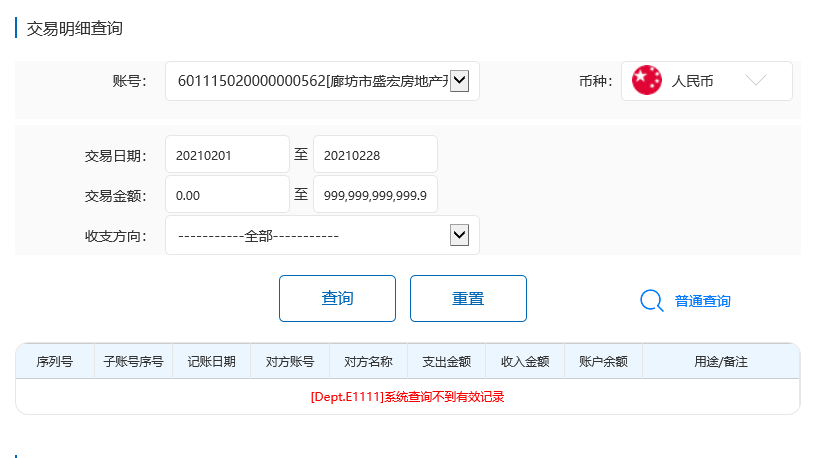 交易明细查询
账号： 601115020000000562[廊坊市盛宏房地产开 币种： 人民币
交易日期： 20210201 至 20210228
交易金额： 0.00 至 999,999,999,999.9
收支方向： -----------全部-----------
查询 重置 普通查询
序列号 子账号序号 记账日期 对方账号 对方名称 支出金额 收入金额 账户余额 用途/备注
[Dept.E1111]系统查询不到有效记录